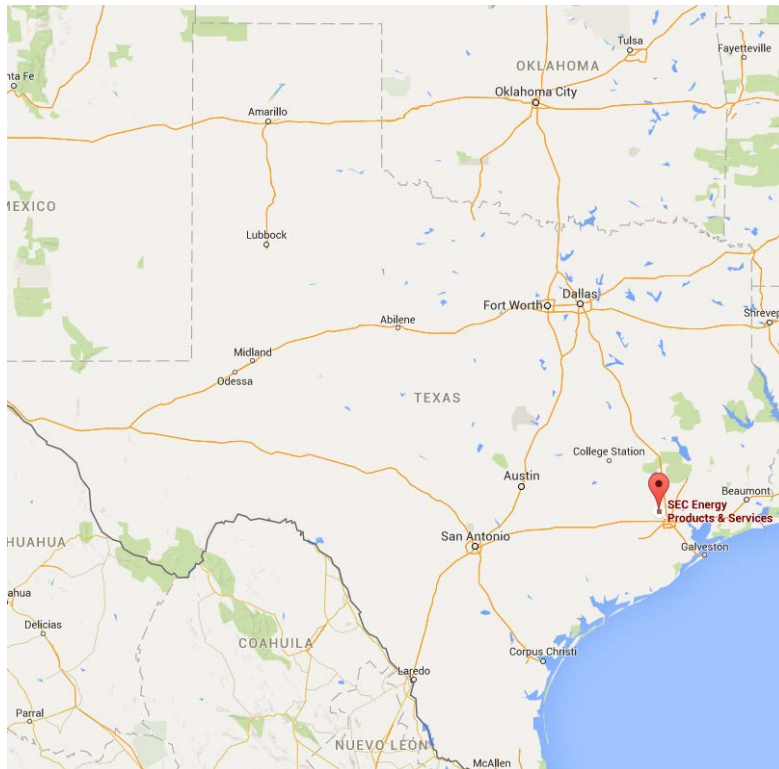 Tulsa
Fayetteville
OKLAHOMA
nta Fe
Oklahoma City
Amarillo
MEXICO
Lubbock
Dallas
Fort Worth
Shrevep
Abilene
Midland
Odessa
TEXAS
College Station
Austin
Beaumont
SEC Energy
Products & Services
San Antonio
HUAHUA
Galveston
ahua
Delicias
COAHUILA
Corpus Christi
Laredo
Parral
NUEVO LEÓN
McAllen